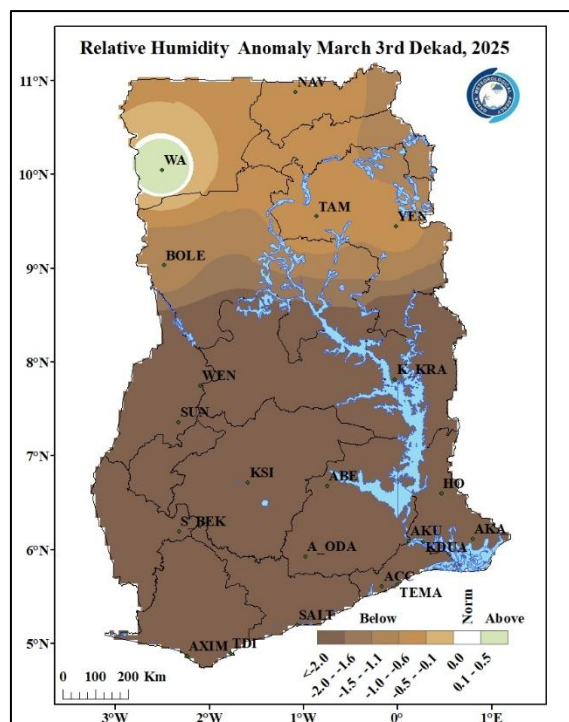 Relative Humidity Anomaly March 3rd Dekad, 2025
11°N
NAV
10°N
WA
TAM
YEN
9°N
BOLE
8°N
K_KRA
WEN
SUN
7°N
KSI
ABE
HO
S_BEK
AKU
AKA
6°N
A_ODA
KDUA
ACC
TEMA
SALT
Below
Norm
Above
5°N
AXIM
TDI
<-2.0
-2.0 - -1.6
-1.5 - -1.1
-1.0 - -0.6
-0.5 - -0.1
0.0
0.1 - 0.5
0 50 100 200 Km
3°W
2°W
1°W
0°
1°E